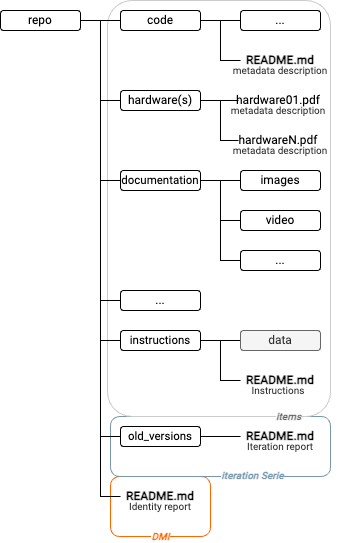 repo
code
...
README.md
metadata description
hardware(s)
hardware01.pdf
metadata description
hardwareN.pdf
metadata description
documentation
images
video
...
...
instructions
data
README.md
Instructions
items
old_versions
README.md
Iteration report
iteration Serie
README.md
Identity report
DMI